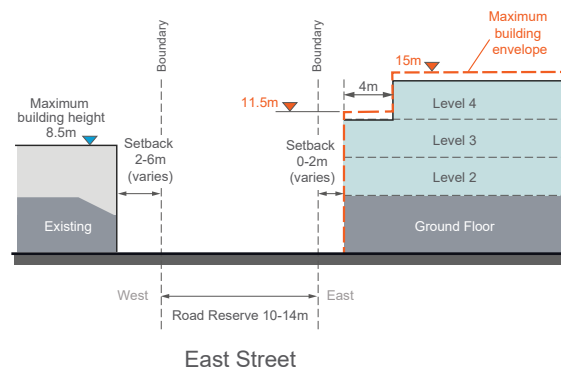 Boundary
Boundary
Maximum
building
envelope
15m
4m
11.5m
Maximum
building height
8.5m
Level 4
Setback
2-6m
(varies)
Setback
0-2m
(varies)
Level 3
Level 2
Existing
Ground Floor
West
East
Road Reserve 10-14m
East Street